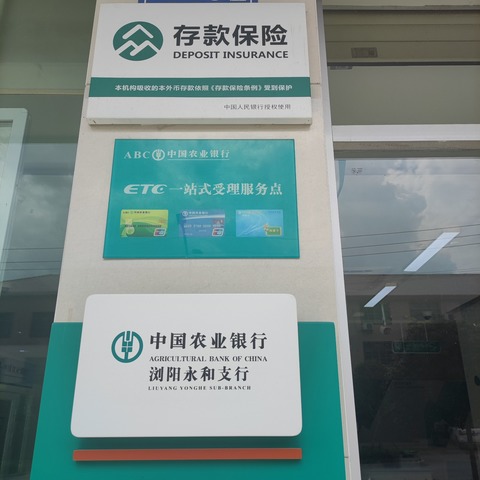 存款保险
DEPOSIT INSURANCE
本机构吸收的本外币存款依照《存款保险条例》受到保护
中国人民银行授权使用
ABC 中国农业银行
ETC 一站式受理服务点
中国农业银行
AGRICULTURAL BANK OF CHINA
浏阳永和支行
LIUYANG YONGHE SUB-BRANCH